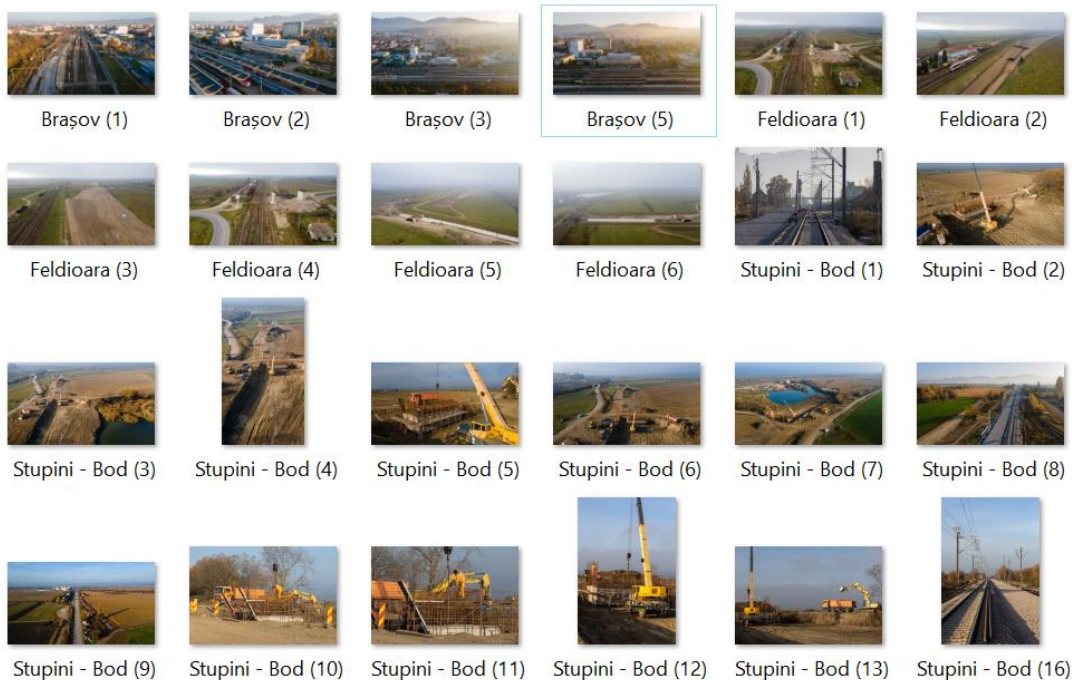 Brașov (1) Brașov (2) Brașov (3) Brașov (5) Feldioara (1) Feldioara (2)
Feldioara (3) Feldioara (4) Feldioara (5) Feldioara (6) Stupini - Bod (1) Stupini - Bod (2)
Stupini - Bod (3) Stupini - Bod (4) Stupini - Bod (5) Stupini - Bod (6) Stupini - Bod (7) Stupini - Bod (8)
Stupini - Bod (9) Stupini - Bod (10) Stupini - Bod (11) Stupini - Bod (12) Stupini - Bod (13) Stupini - Bod (16)